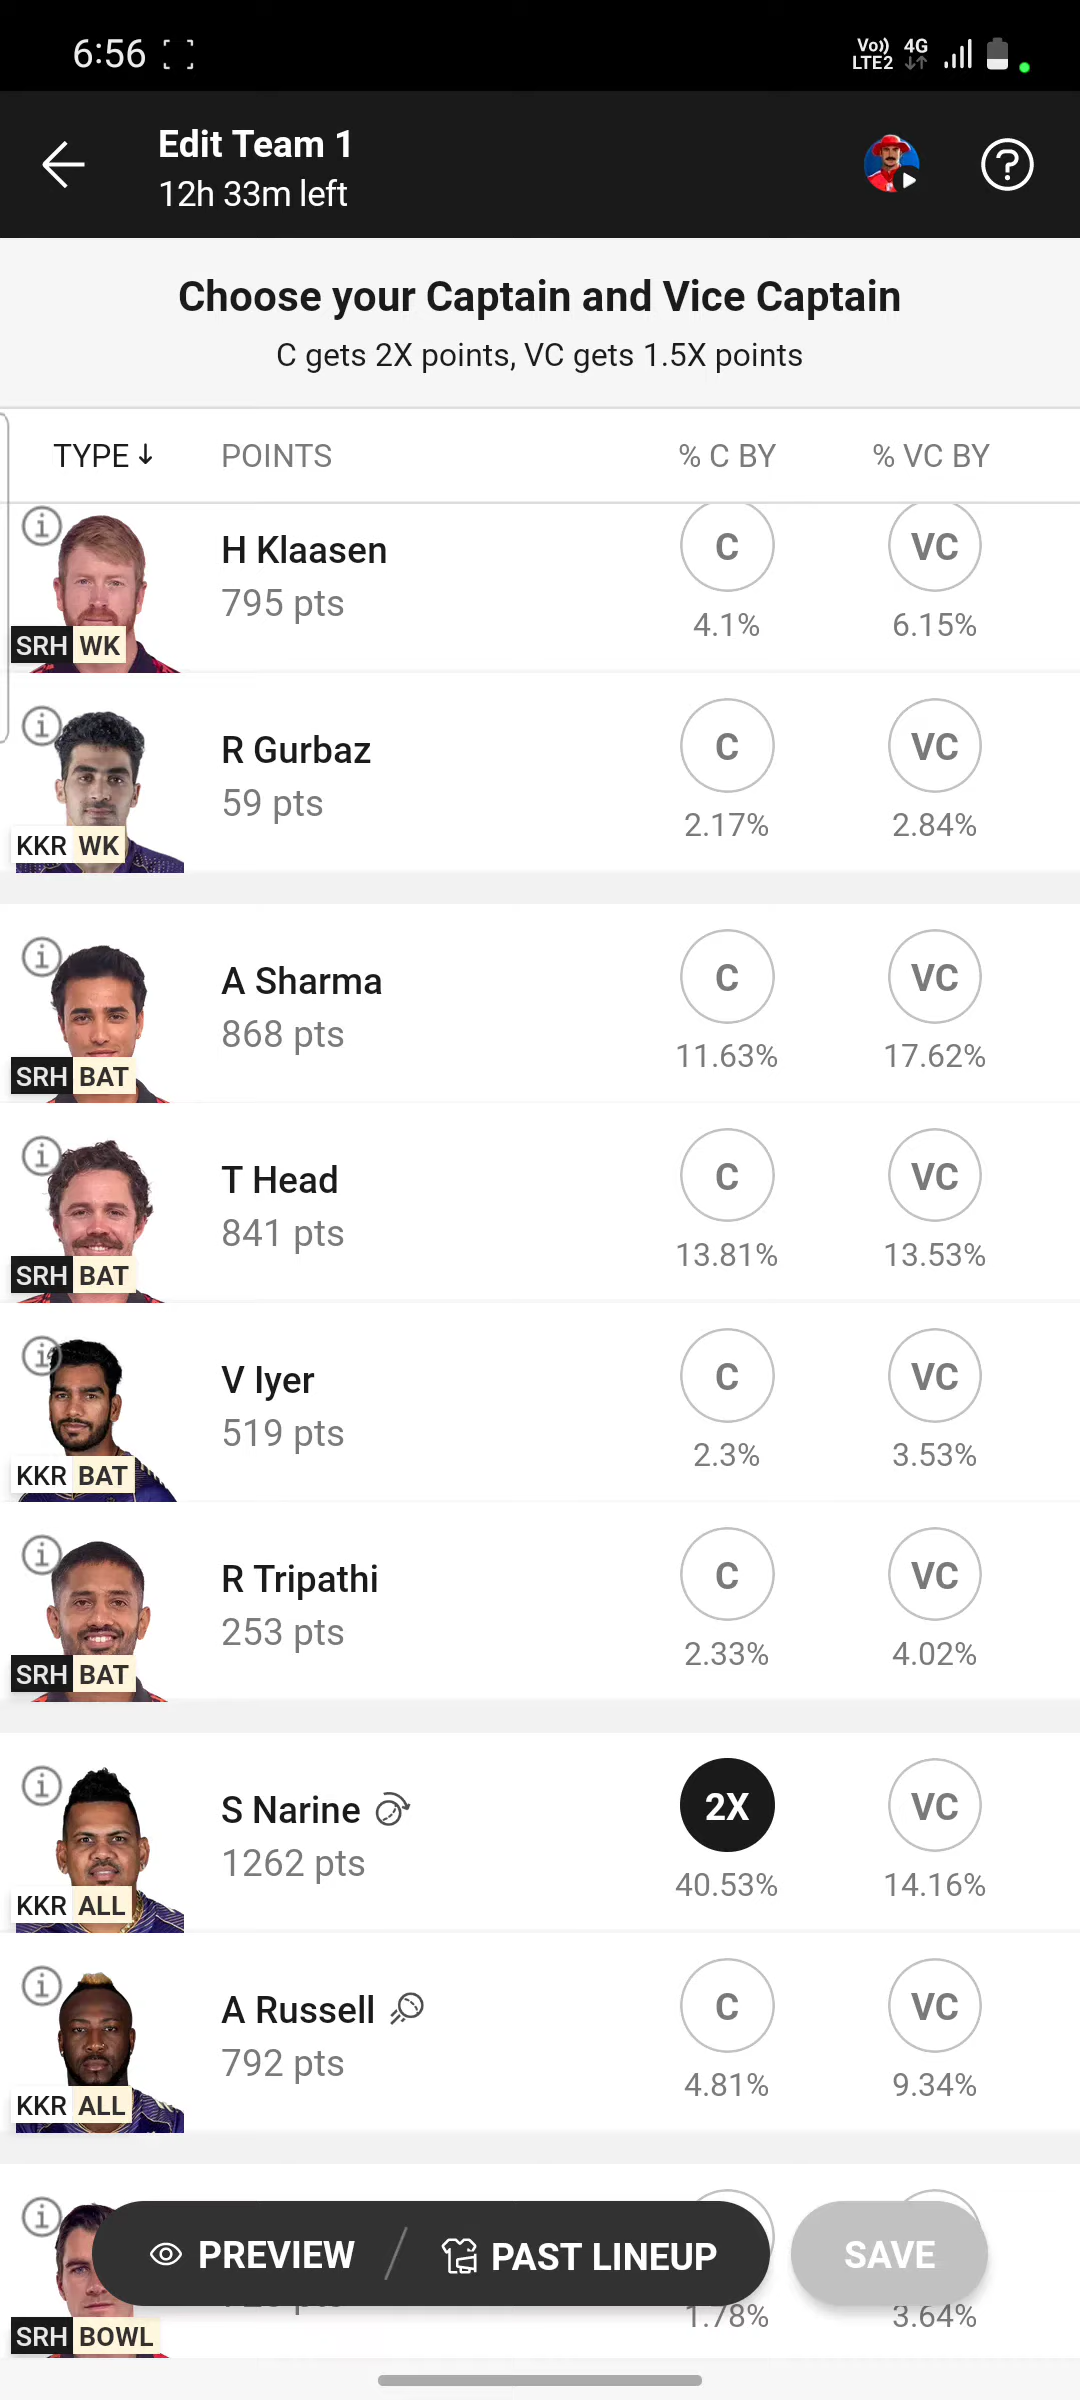 6:56
Vo)) LTE2 4G
Edit Team 1
12h 33m left
Choose your Captain and Vice Captain
C gets 2X points, VC gets 1.5X points
TYPE ↓ POINTS % C BY % VC BY
H Klaasen C VC
795 pts 4.1% 6.15%
SRH WK
R Gurbaz C VC
59 pts 2.17% 2.84%
KKR WK
A Sharma C VC
868 pts 11.63% 17.62%
SRH BAT
T Head C VC
841 pts 13.81% 13.53%
SRH BAT
V Iyer C VC
519 pts 2.3% 3.53%
KKR BAT
R Tripathi C VC
253 pts 2.33% 4.02%
SRH BAT
S Narine 2X VC
1262 pts 40.53% 14.16%
KKR ALL
A Russell C VC
792 pts 4.81% 9.34%
KKR ALL
PREVIEW / PAST LINEUP SAVE
1.78% 3.64%
SRH BOWL